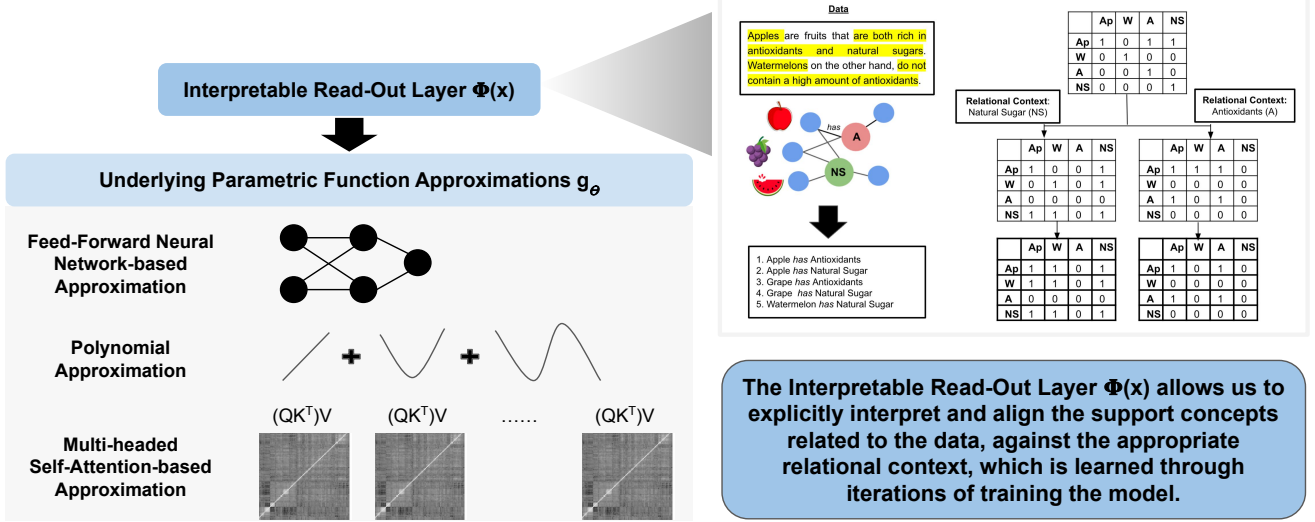 Interpretable Read-Out Layer Φ(x)
Underlying Parametric Function Approximations g_θ
Feed-Forward Neural
Network-based
Approximation
Polynomial
Approximation
(QK^T)V (QK^T)V ...... (QK^T)V
Multi-headed
Self-Attention-based
Approximation
Data
Apples are fruits that are both rich in
antioxidants and natural sugars.
Watermelons on the other hand, do not
contain a high amount of antioxidants.
has
A
NS
1. Apple has Antioxidants
2. Apple has Natural Sugar
3. Grape has Antioxidants
4. Grape has Natural Sugar
5. Watermelon has Natural Sugar
Ap W A NS
Ap 1 0 1 1
W 0 1 0 0
A 0 0 1 0
NS 0 0 0 1
Relational Context:
Natural Sugar (NS)
Relational Context:
Antioxidants (A)
Ap W A NS
Ap 1 0 0 1
W 0 1 0 1
A 0 0 0 0
NS 1 1 0 1
Ap W A NS
Ap 1 1 1 0
W 0 0 0 0
A 1 0 1 0
NS 0 0 0 0
Ap W A NS
Ap 1 1 0 1
W 1 1 0 1
A 0 0 0 0
NS 1 1 0 1
Ap W A NS
Ap 1 0 1 0
W 0 0 0 0
A 1 0 1 0
NS 0 0 0 0
The Interpretable Read-Out Layer Φ(x) allows us to
explicitly interpret and align the support concepts
related to the data, against the appropriate
relational context, which is learned through
iterations of training the model.